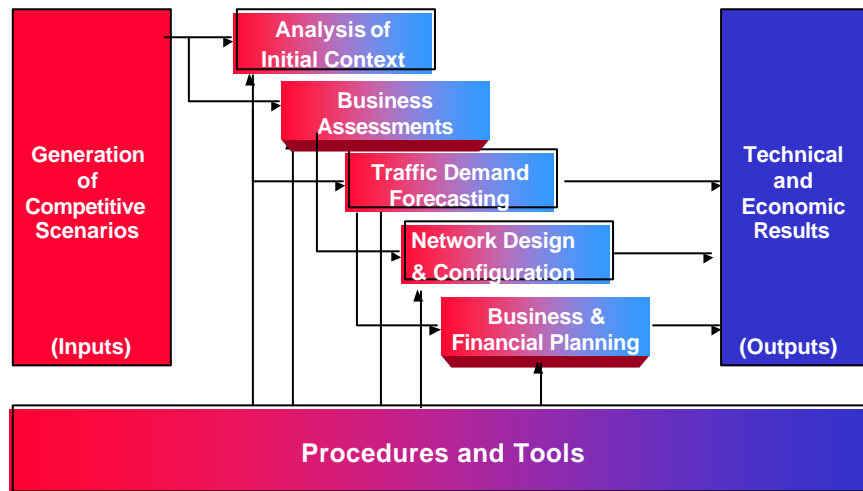 Generation
of
Competitive
Scenarios
(Inputs)
Analysis of
Initial Context
Business
Assessments
Traffic Demand
Forecasting
Network Design
& Configuration
Business &
Financial Planning
Technical
and
Economic
Results
(Outputs)
Procedures and Tools